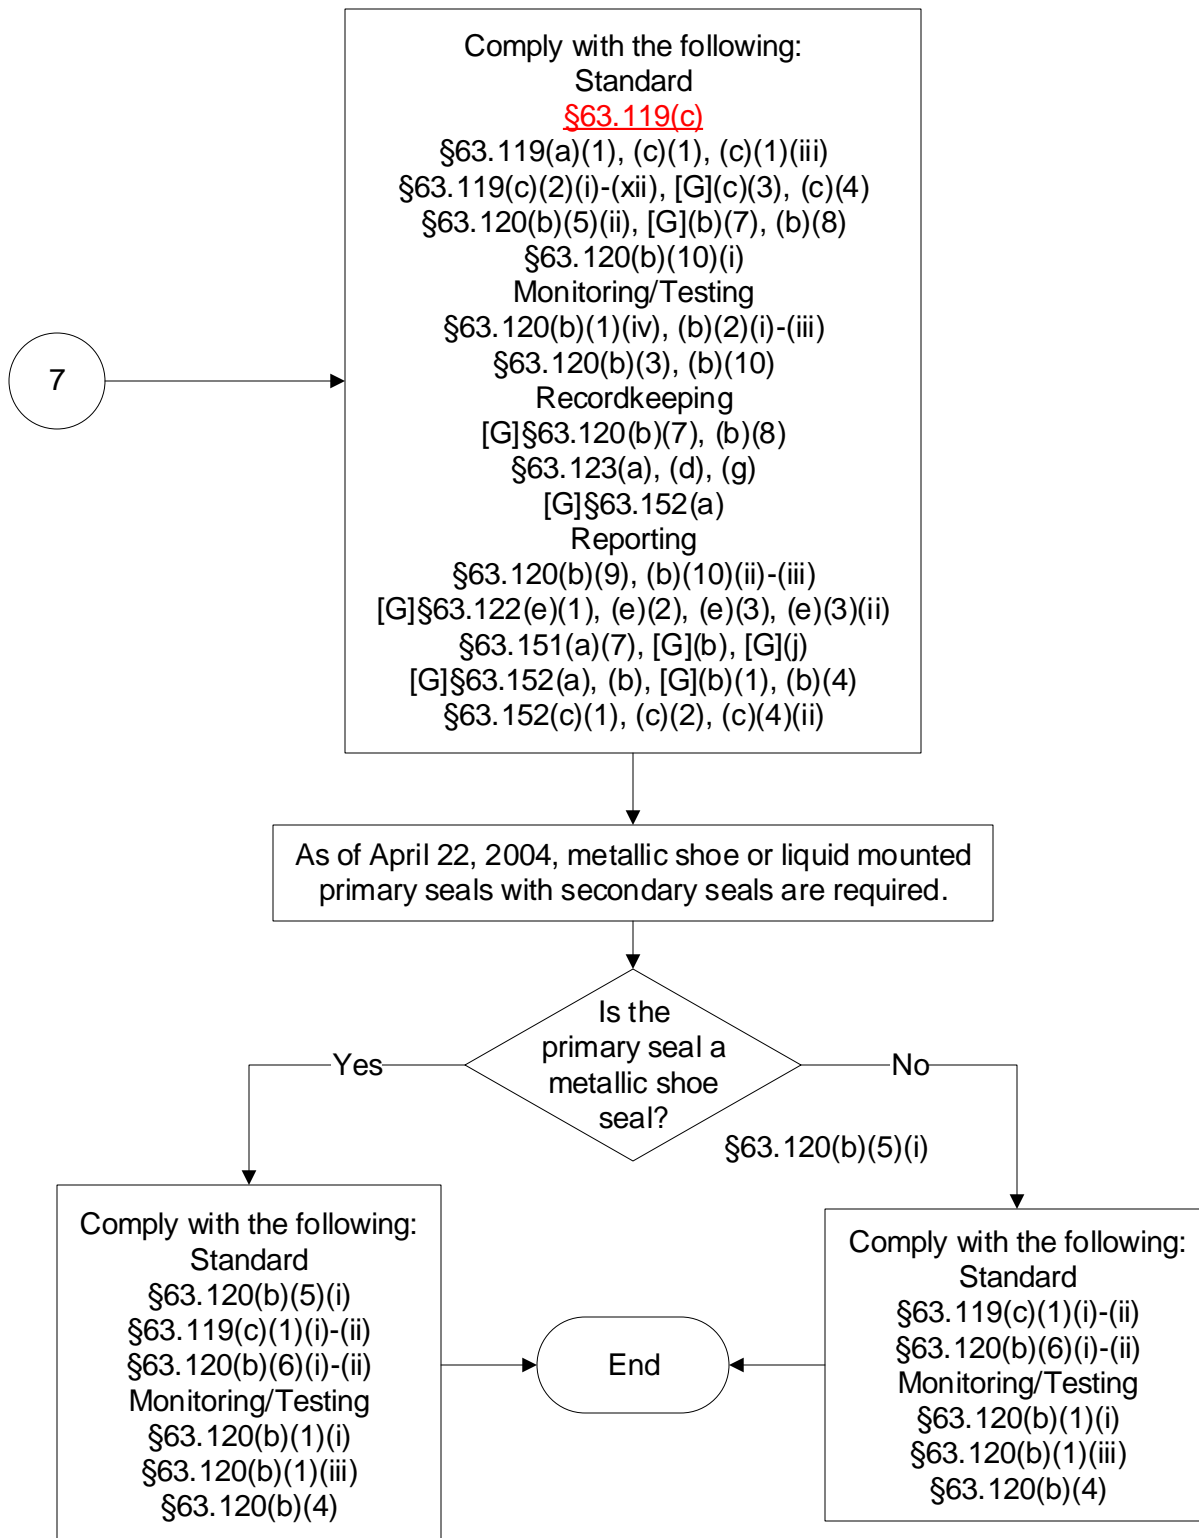 Comply with the following:
Standard
§63.119(c)
§63.119(a)(1), (c)(1), (c)(1)(iii)
§63.119(c)(2)(i)-(xii), [G](c)(3), (c)(4)
§63.120(b)(5)(ii), [G](b)(7), (b)(8)
§63.120(b)(10)(i)
Monitoring/Testing
§63.120(b)(1)(iv), (b)(2)(i)-(iii)
§63.120(b)(3), (b)(10)
Recordkeeping
[G]§63.120(b)(7), (b)(8)
§63.123(a), (d), (g)
[G]§63.152(a)
Reporting
§63.120(b)(9), (b)(10)(ii)-(iii)
[G]§63.122(e)(1), (e)(2), (e)(3), (e)(3)(ii)
§63.151(a)(7), [G](b), [G](j)
[G]§63.152(a), (b), [G](b)(1), (b)(4)
§63.152(c)(1), (c)(2), (c)(4)(ii)
7
As of April 22, 2004, metallic shoe or liquid mounted
primary seals with secondary seals are required.
Is the
primary seal a
metallic shoe
seal?
Yes
No
§63.120(b)(5)(i)
Comply with the following:
Standard
§63.120(b)(5)(i)
§63.119(c)(1)(i)-(ii)
§63.120(b)(6)(i)-(ii)
Monitoring/Testing
§63.120(b)(1)(i)
§63.120(b)(1)(iii)
§63.120(b)(4)
End
Comply with the following:
Standard
§63.119(c)(1)(i)-(ii)
§63.120(b)(6)(i)-(ii)
Monitoring/Testing
§63.120(b)(1)(i)
§63.120(b)(1)(iii)
§63.120(b)(4)